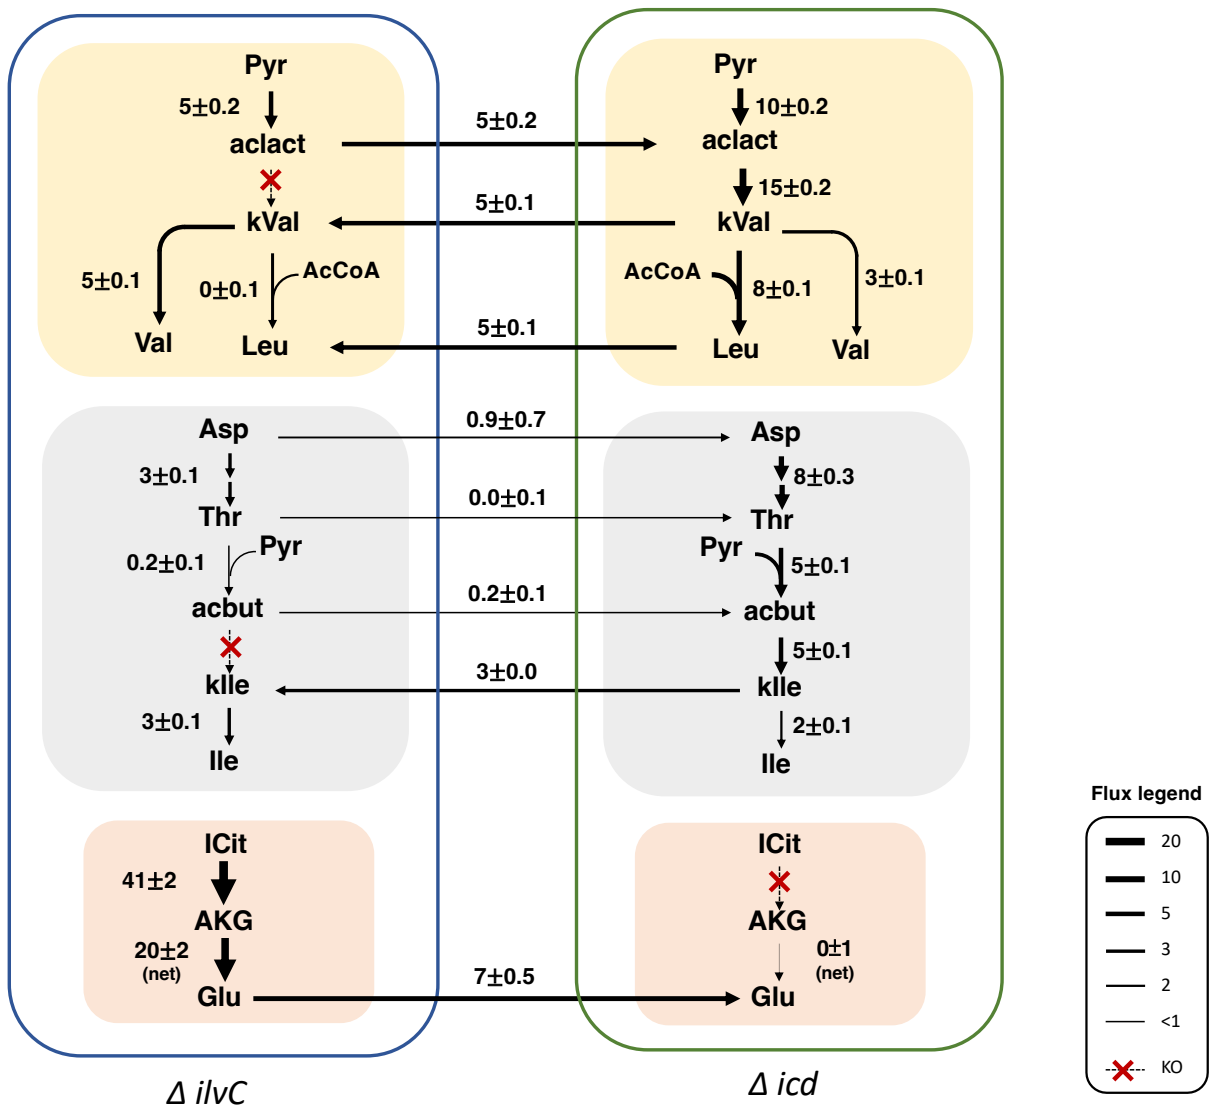 Pyr
5±0.2
aclact
kVal
5±0.1
0±0.1
AcCoA
Val
Leu
Asp
3±0.1
Thr
Pyr
0.2±0.1
acbut
kIle
3±0.1
Ile
ICit
41±2
AKG
20±2
(net)
Glu
Δ ilvC
5±0.2
5±0.1
5±0.1
0.9±0.7
0.0±0.1
0.2±0.1
3±0.0
7±0.5
Pyr
10±0.2
aclact
15±0.2
kVal
AcCoA
8±0.1
3±0.1
Leu
Val
Asp
8±0.3
Thr
Pyr
5±0.1
acbut
5±0.1
kIle
2±0.1
Ile
ICit
AKG
0±1
(net)
Glu
Δ icd
Flux legend
20
10
5
3
2
<1
KO